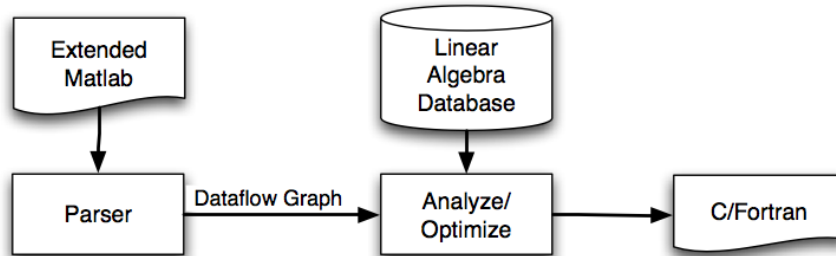 Extended
Matlab
Linear
Algebra
Database
Parser
Dataflow Graph
Analyze/
Optimize
C/Fortran